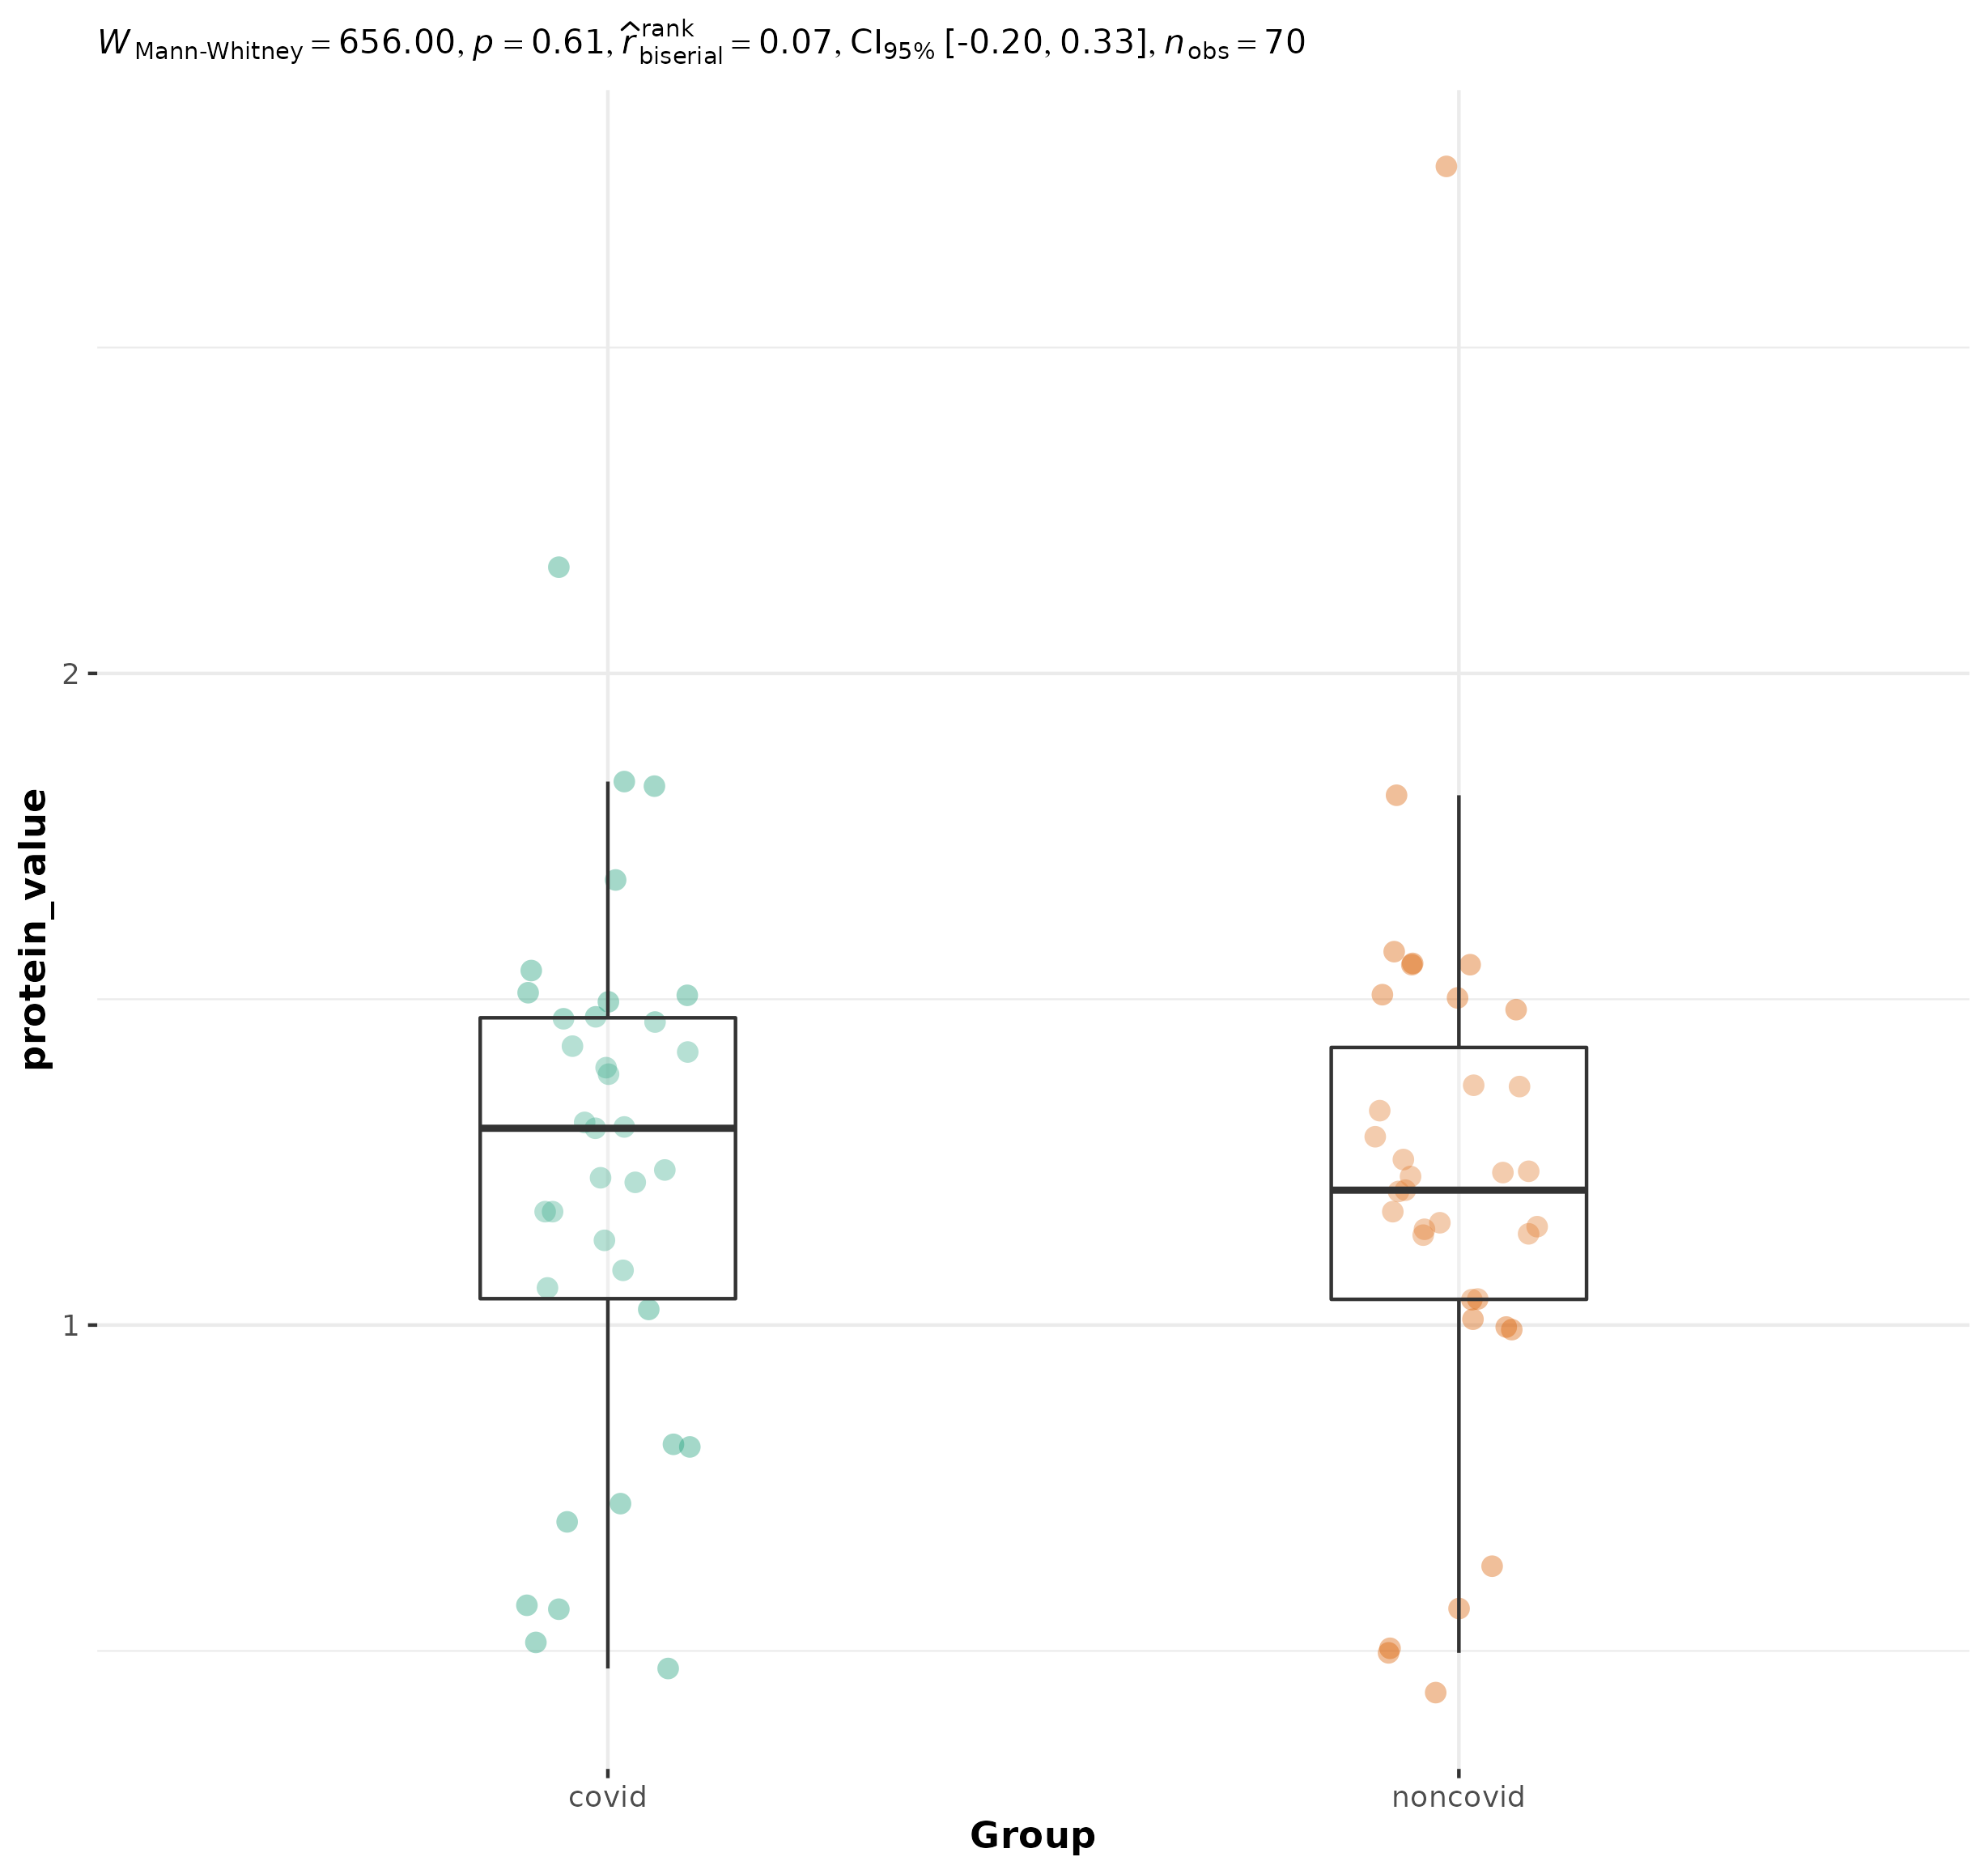 W Mann-Whitney = 656.00, p = 0.61, r̂ rank biserial = 0.07, CI95% [-0.20, 0.33], nobs = 70
2
1
protein_value
covid noncovid
Group